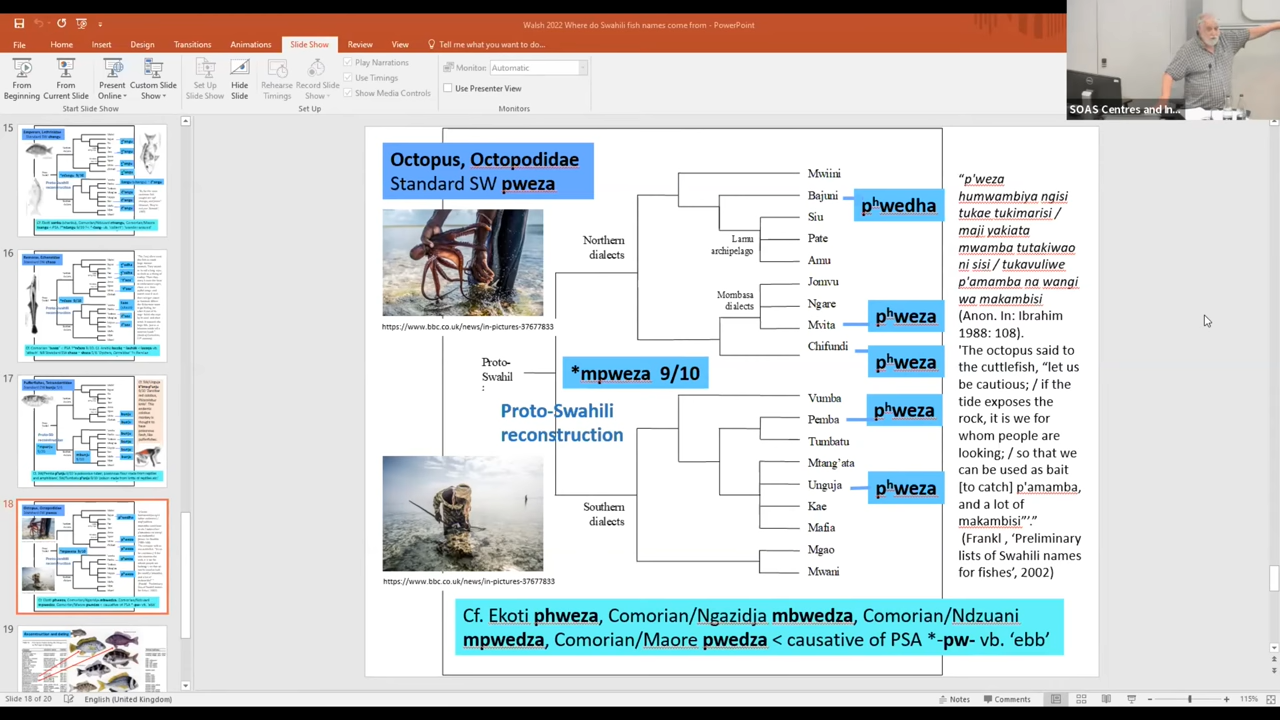 Walsh 2022 Where do Swahili fish names come from - PowerPoint
File Home Insert Design Transitions Animations Slide Show Review View Tell me what you want to do...
From Beginning
From Current Slide
Present Online
Custom Slide Show
Start Slide Show
Set Up Slide Show
Hide Slide
Rehearse Timings
Record Slide Show
Play Narrations
Use Timings
Show Media Controls
Set Up
Monitor: Automatic
Use Presenter View
Monitors
SOAS Centres and In...
15
16
17
18
19
Octopus, Octopodidae
Standard SW pweza
https://www.bbc.co.uk/news/in-pictures-37677833
Proto-
Swahil
:
*mpweza 9/10
Proto-Swahili
reconstruction
https://www.bbc.co.uk/news/in-pictures-37677833
Northern
dialects
Southern
dialects
Lamu
archipelago
Mombasa
dialects
Mwiini
Bajuni
Siu
Pate
Amu
Jomvu
Ngare
Mvita
Chifundi
Vumba
Pemba
Tumbatu
Mtang'ata
Unguja
Kae
Mafia
Mgao
Mwani
pʰwedha
pʰweza
pʰweza
pʰweza
pʰweza
"p'weza
humwambiya ngisi
tukae tukimarisi /
maji yakiata
mwamba tutakiwao
ni sisi / tukavuliwe
p'amamba na wangi
wa makambisi
(Anon. In: Ibrahim
1988: 108)
'The octopus said to
the cuttlefish, "let us
be cautious; / if the
tide exposes the
rock, it is us for
whom people are
looking; / so that we
can be used as bait
[to catch] p'amamba,
and a lot of
makambisi"'."
(Frankl, 'Preliminary
lists of Swahili names
for fishes', 2002)
Cf. Ekoti phweza, Comorian/Ngazidja mbwedza, Comorian/Ndzuani
mpwedza, Comorian/Maore pwdza < causative of PSA *-pw- vb. 'ebb'
Slide 18 of 20 English (United Kingdom) Notes Comments 115%